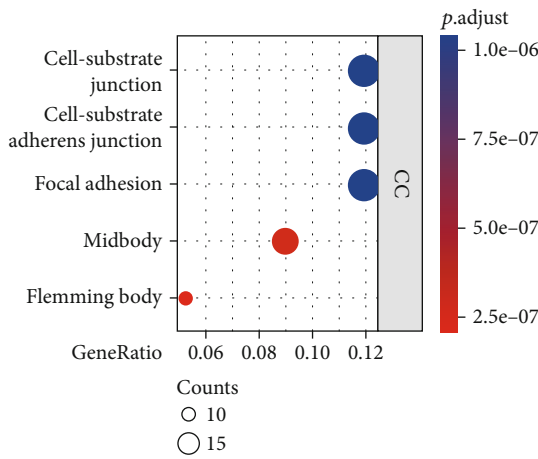 p.adjust
Cell-substrate
junction
Cell-substrate
adherens junction
Focal adhesion
Midbody
Flemming body
CC
1.0e–06
7.5e–07
5.0e–07
2.5e–07
GeneRatio 0.06 0.08 0.10 0.12
Counts
10
15